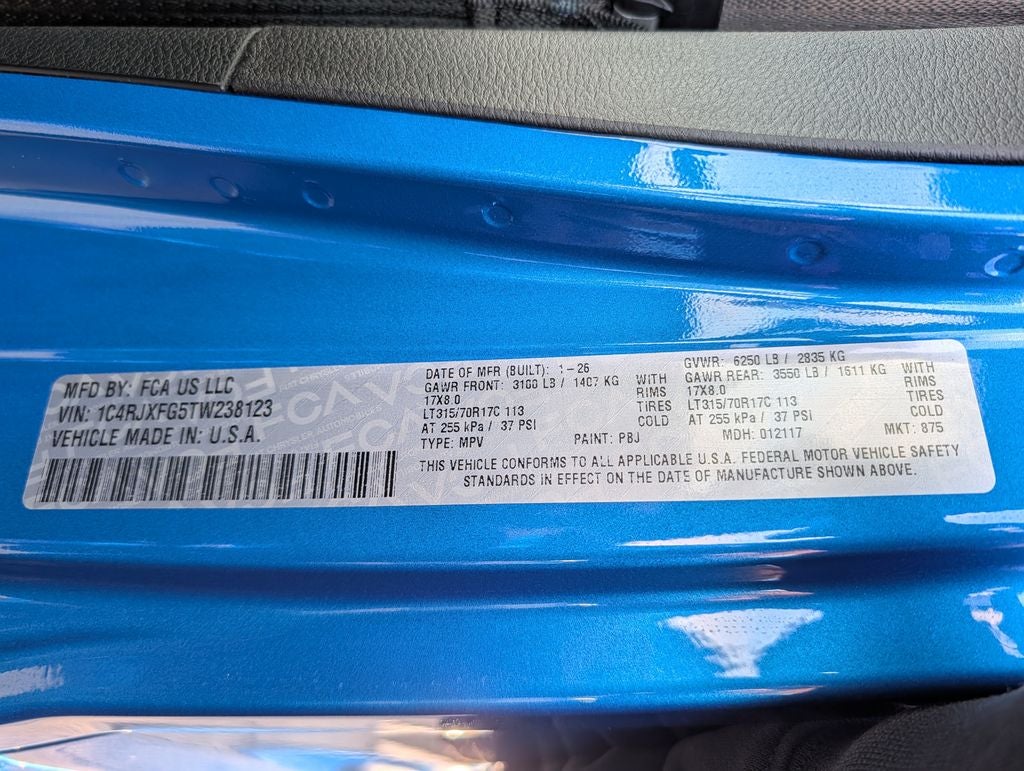 MFD BY: FCA US LLC
VIN: 1C4RJXFG5TW238123
VEHICLE MADE IN: U.S.A.
DATE OF MFR (BUILT): 1-26
GAWR FRONT: 3100 LB / 1407 KG WITH
17X8.0 RIMS
LT315/70R17C 113 TIRES
AT 255 kPa / 37 PSI COLD
TYPE: MPV PAINT: PBJ
GVWR: 6250 LB / 2835 KG
GAWR REAR: 3550 LB / 1611 KG WITH
17X8.0 RIMS
LT315/70R17C 113 TIRES
AT 255 kPa / 37 PSI COLD
MDH: 012117 MKT: 875
THIS VEHICLE CONFORMS TO ALL APPLICABLE U.S.A. FEDERAL MOTOR VEHICLE SAFETY
STANDARDS IN EFFECT ON THE DATE OF MANUFACTURE SHOWN ABOVE.